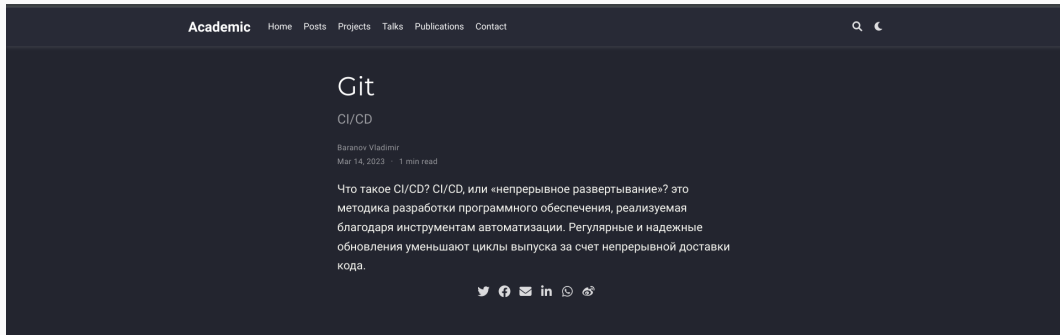 Academic Home Posts Projects Talks Publications Contact
Git
CI/CD
Baranov Vladimir
Mar 14, 2023 · 1 min read
Что такое CI/CD? CI/CD, или «непрерывное развертывание»? это
методика разработки программного обеспечения, реализуемая
благодаря инструментам автоматизации. Регулярные и надежные
обновления уменьшают циклы выпуска за счет непрерывной доставки
кода.